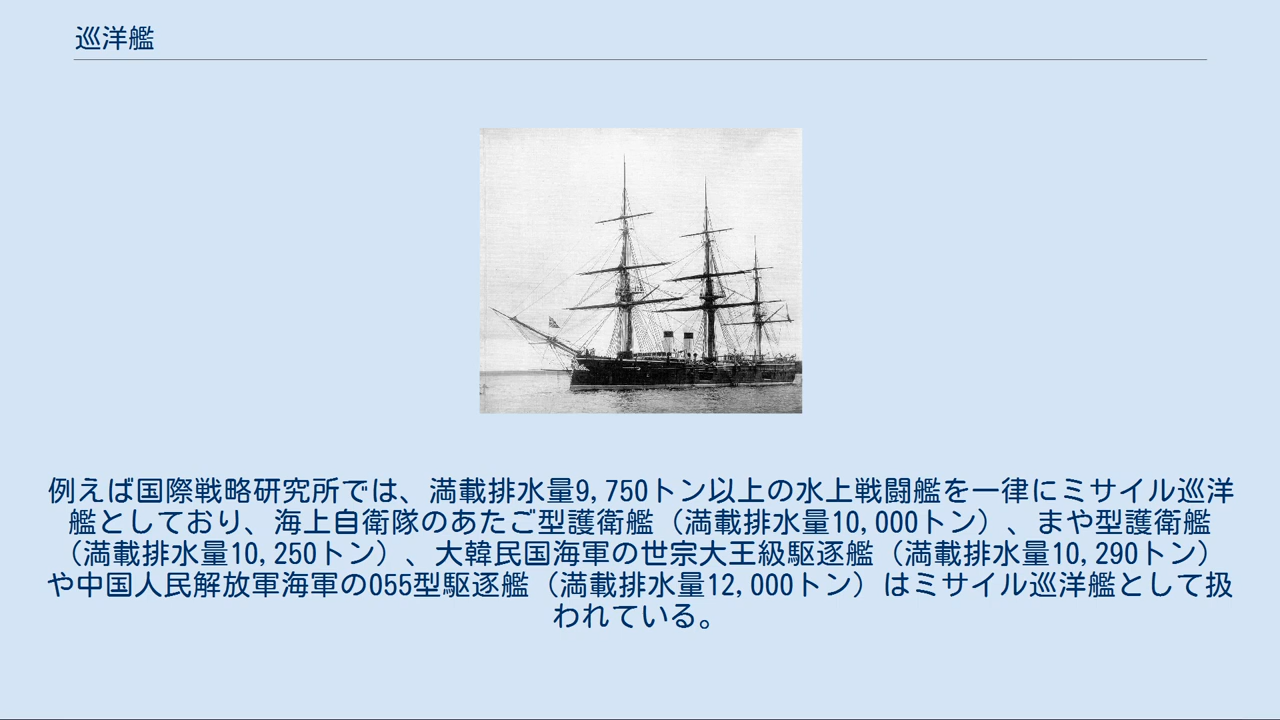 巡洋艦
例えば国際戦略研究所では、満載排水量9,750トン以上の水上戦闘艦を一律にミサイル巡洋
艦としており、海上自衛隊のあたご型護衛艦（満載排水量10,000トン）、まや型護衛艦
（満載排水量10,250トン）、大韓民国海軍の世宗大王級駆逐艦（満載排水量10,290トン）
や中国人民解放軍海軍の055型駆逐艦（満載排水量12,000トン）はミサイル巡洋艦として扱
われている。